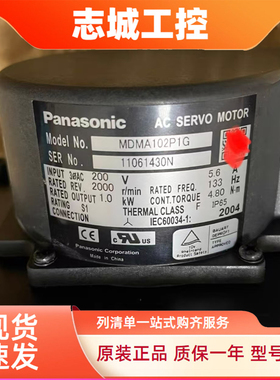 志城工控
Panasonic AC SERVO MOTOR
Model No. MDMA102P1G
SER No. 11061430N
INPUT 3ΦAC 200 V 5.6 A
RATED REV. 2000 r/min RATED FREQ. 133 Hz
RATED OUTPUT 1.0 kW CONT.TORQUE 4.80 N·m
RATING S1 THERMAL CLASS F IP65
CONNECTION IEC60034-1: 2004
Panasonic Corporation
Made in China
现货
速发
列清单一站式购齐服务
原装正品 质保一年 型号